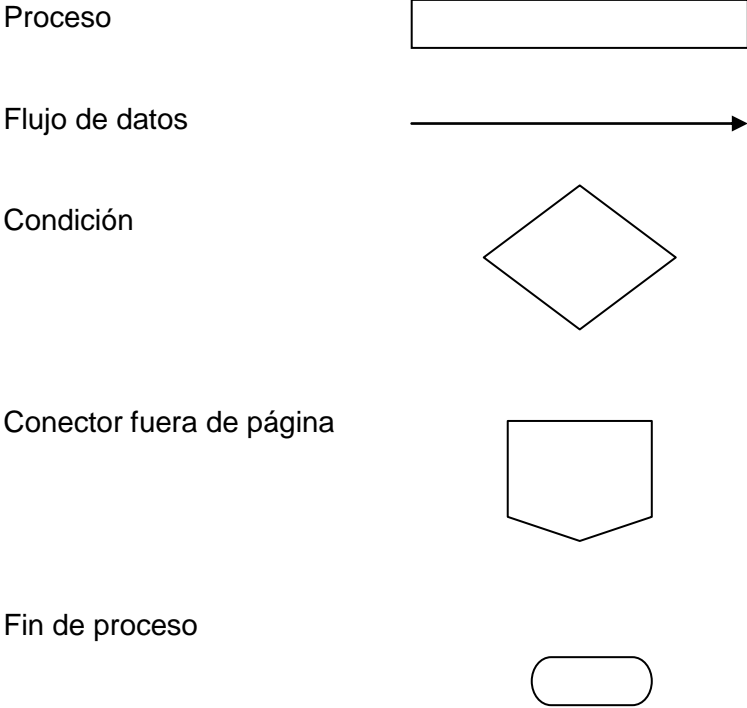 Proceso
Flujo de datos
Condición
Conector fuera de página
Fin de proceso